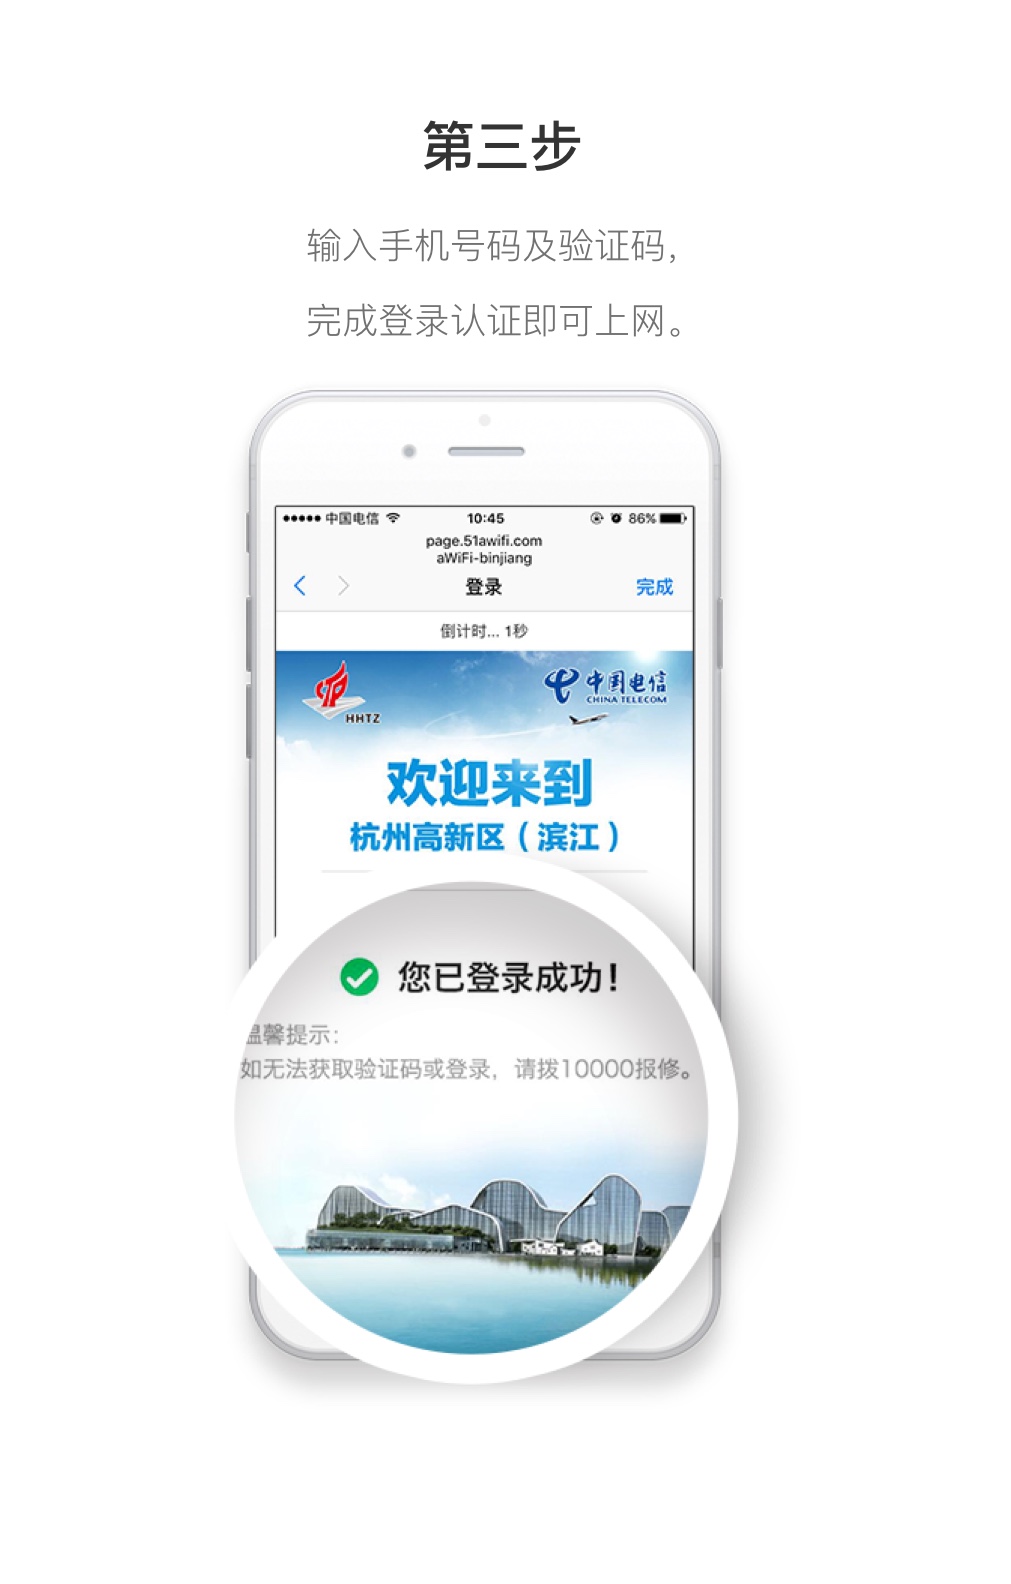 第三步
输入手机号码及验证码，
完成登录认证即可上网。
中国电信 10:45 86%
page.51awifi.com
aWiFi-binjiang
登录 完成
倒计时... 1秒
HHTZ 中国电信
CHINA TELECOM
欢迎来到
杭州高新区（滨江）
您已登录成功！
温馨提示：
如无法获取验证码或登录，请拨10000报修。